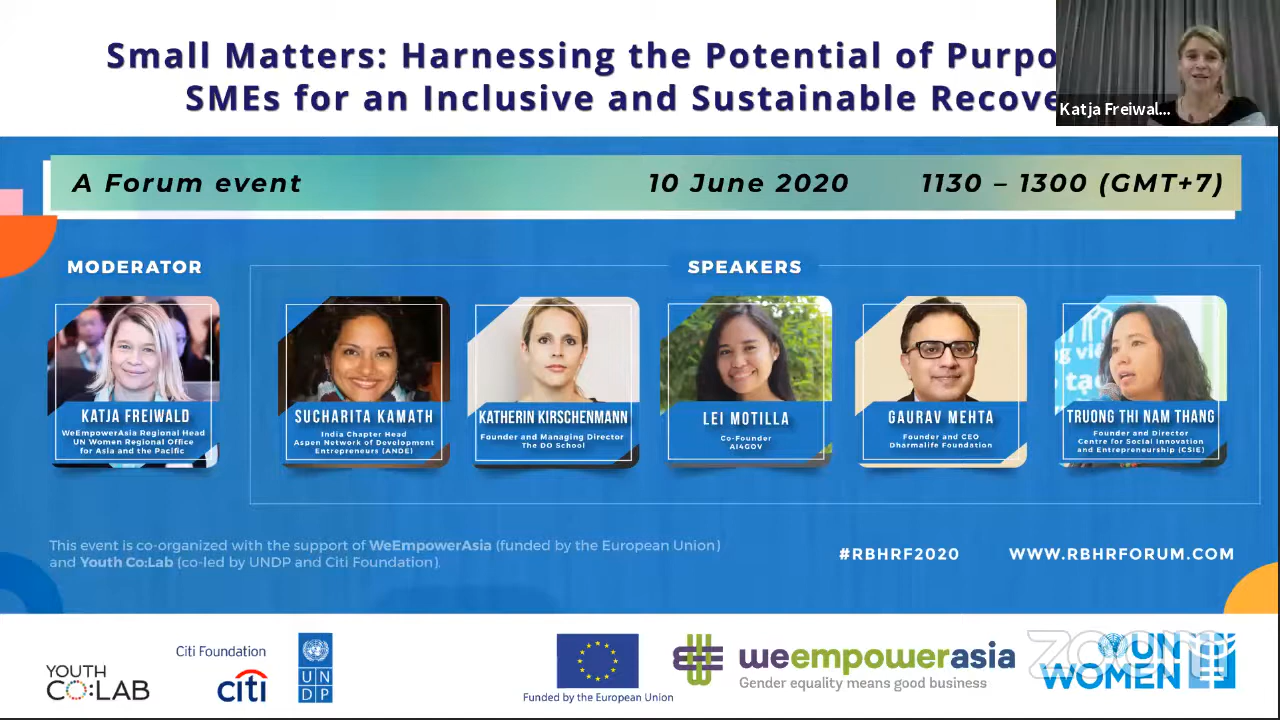 Small Matters: Harnessing the Potential of Purpo
SMEs for an Inclusive and Sustainable Recove
Katja Freiwal...
A Forum event
10 June 2020
1130 – 1300 (GMT+7)
MODERATOR
SPEAKERS
KATJA FREIWALD
WeEmpowerAsia Regional Head
UN Women Regional Office
for Asia and the Pacific
SUCHARITA KAMATH
India Chapter Head
Aspen Network of Development
Entrepreneurs (ANDE)
KATHERIN KIRSCHENMANN
Founder and Managing Director
The DO School
LEI MOTILLA
Co-Founder
AI4GOV
GAURAV MEHTA
Founder and CEO
Dharmalife Foundation
TRUONG THI NAM THANG
Founder and Director
Centre for Social Innovation
and Entrepreneurship (CSIE)
This event is co-organized with the support of WeEmpowerAsia (funded by the European Union)
and Youth Co:Lab (co-led by UNDP and Citi Foundation).
#RBHRF2020
WWW.RBHRFORUM.COM
YOUTH
CO:LAB
Citi Foundation
citi
U N
D P
Funded by the European Union
weempowerasia
Gender equality means good business
UN
WOMEN
zoom